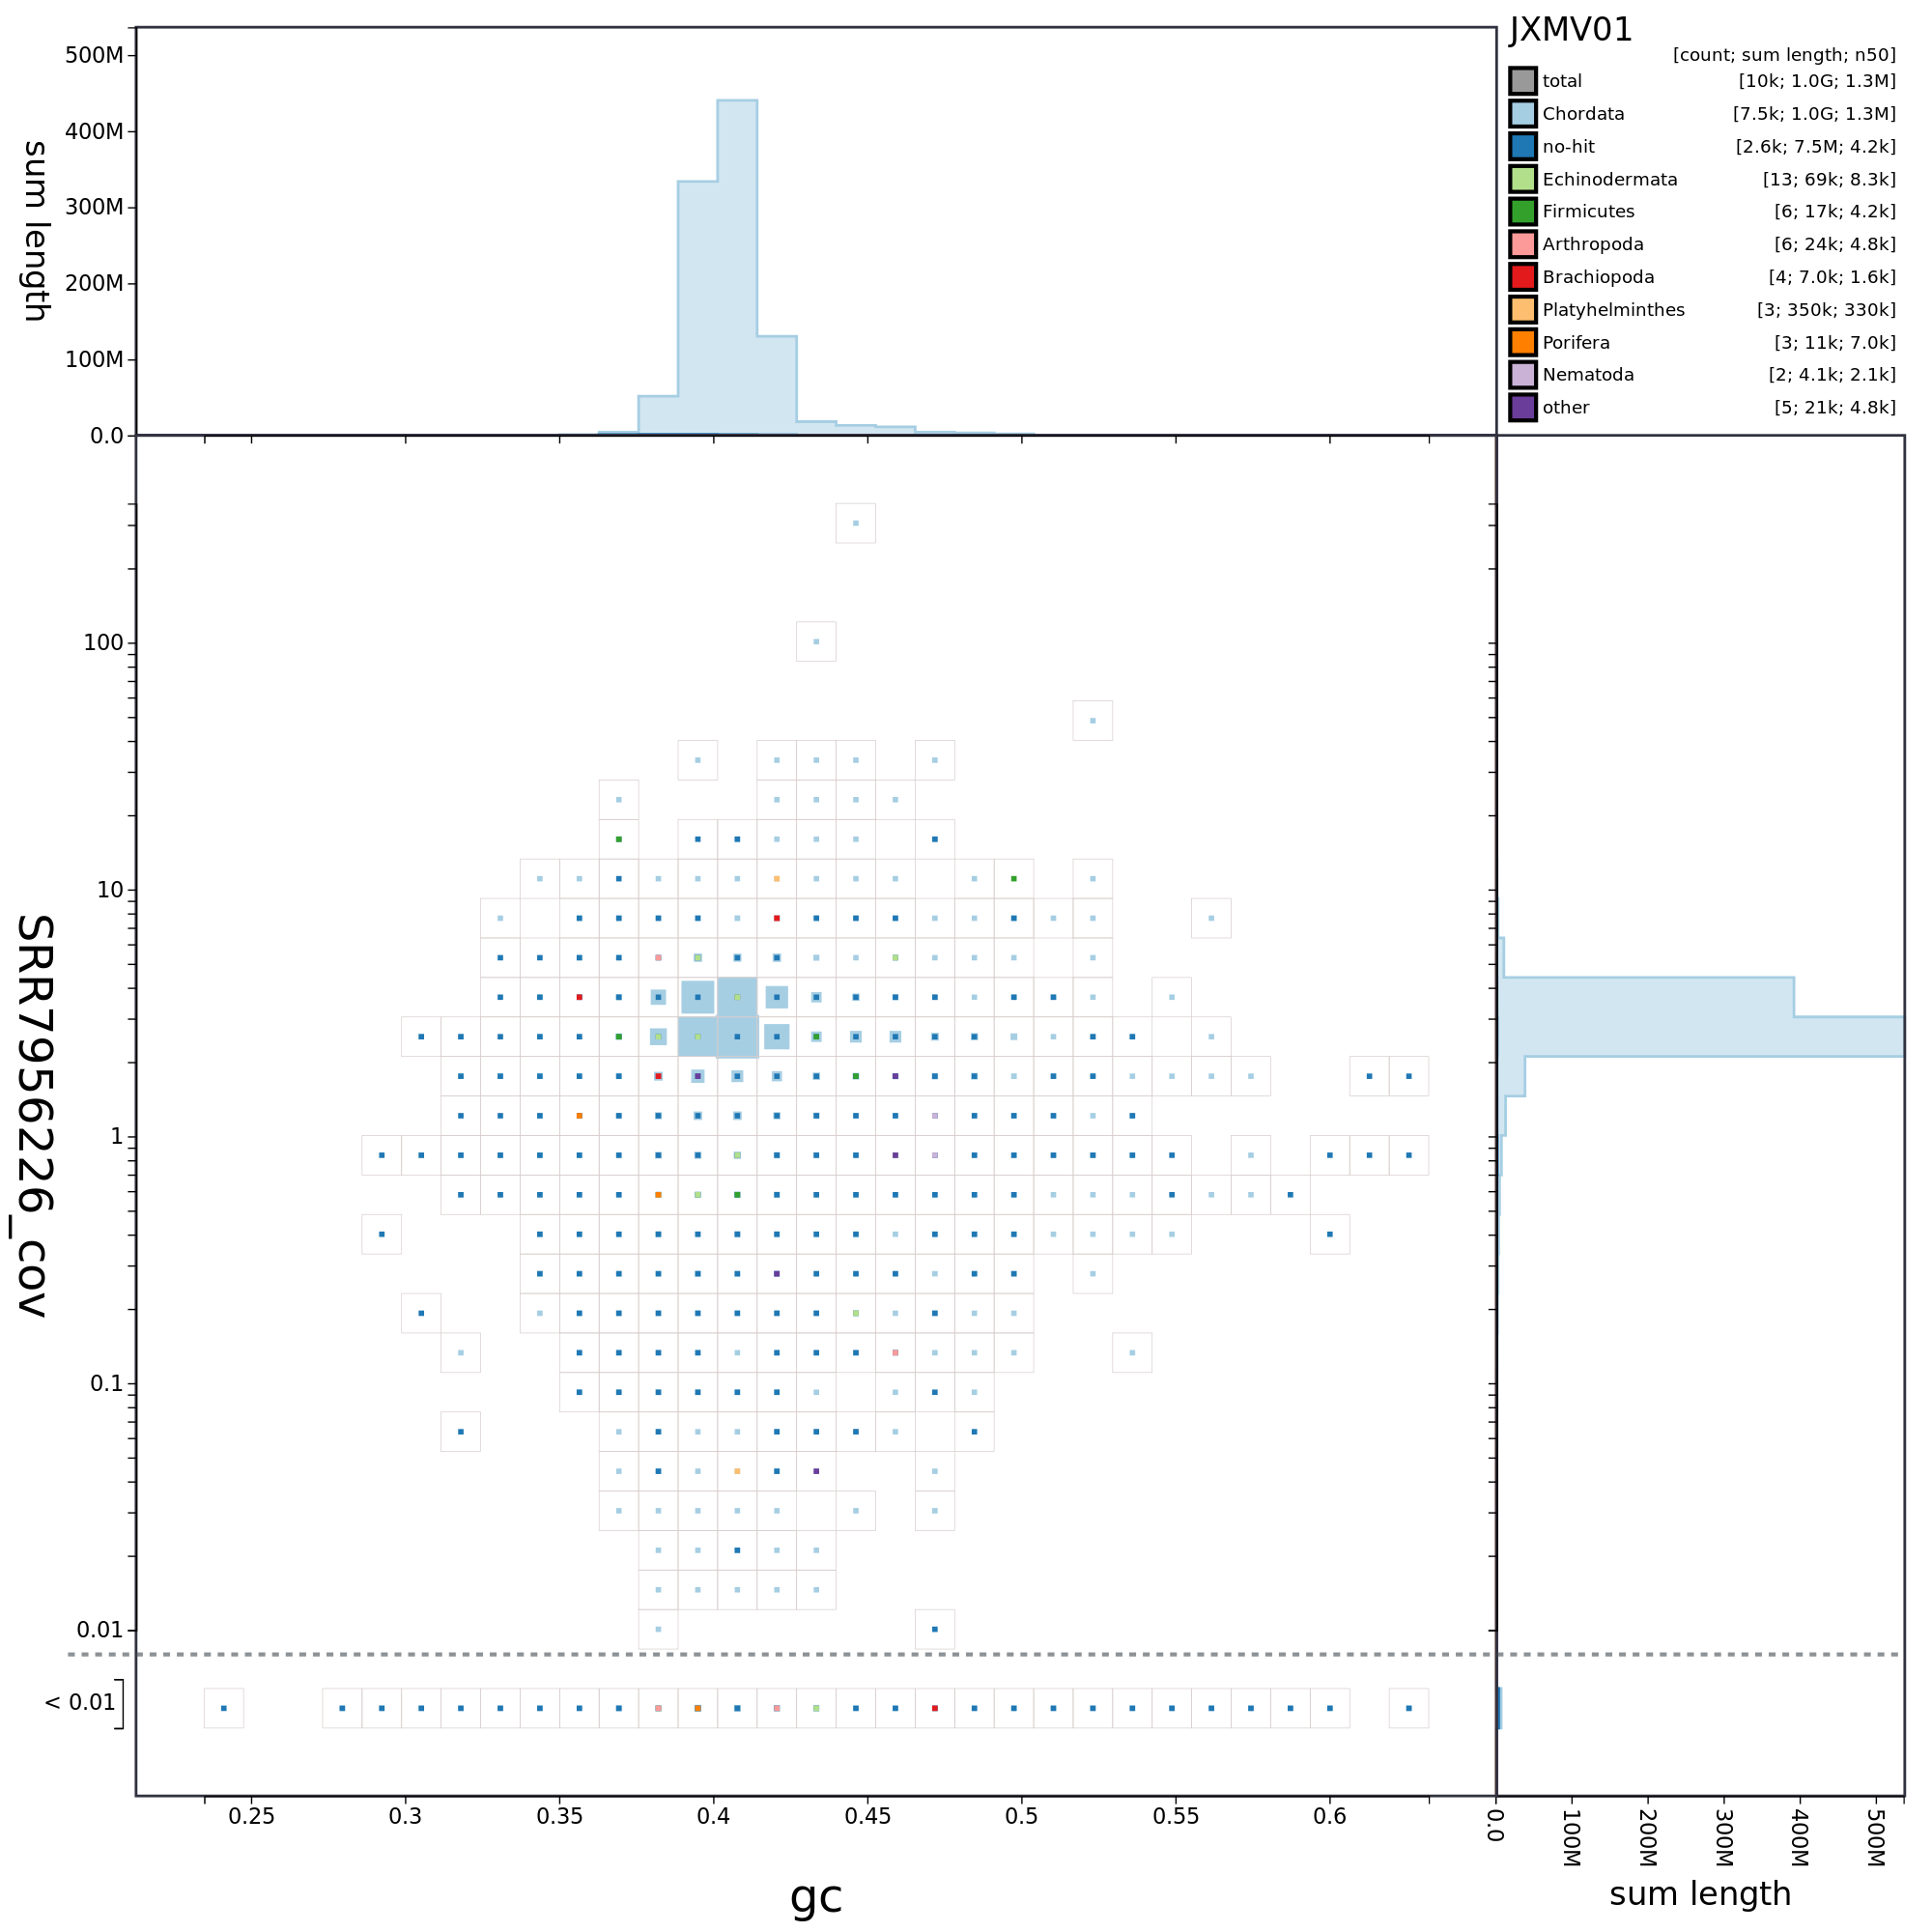 JXMV01
[count; sum length; n50]
total [10k; 1.0G; 1.3M]
Chordata [7.5k; 1.0G; 1.3M]
no-hit [2.6k; 7.5M; 4.2k]
Echinodermata [13; 69k; 8.3k]
Firmicutes [6; 17k; 4.2k]
Arthropoda [6; 24k; 4.8k]
Brachiopoda [4; 7.0k; 1.6k]
Platyhelminthes [3; 350k; 330k]
Porifera [3; 11k; 7.0k]
Nematoda [2; 4.1k; 2.1k]
other [5; 21k; 4.8k]
sum length
500M
400M
300M
200M
100M
0.0
SRR7956226_cov
100
10
1
0.1
0.01
< 0.01
0.25 0.3 0.35 0.4 0.45 0.5 0.55 0.6
gc
0.0
100M
200M
300M
400M
500M
sum length